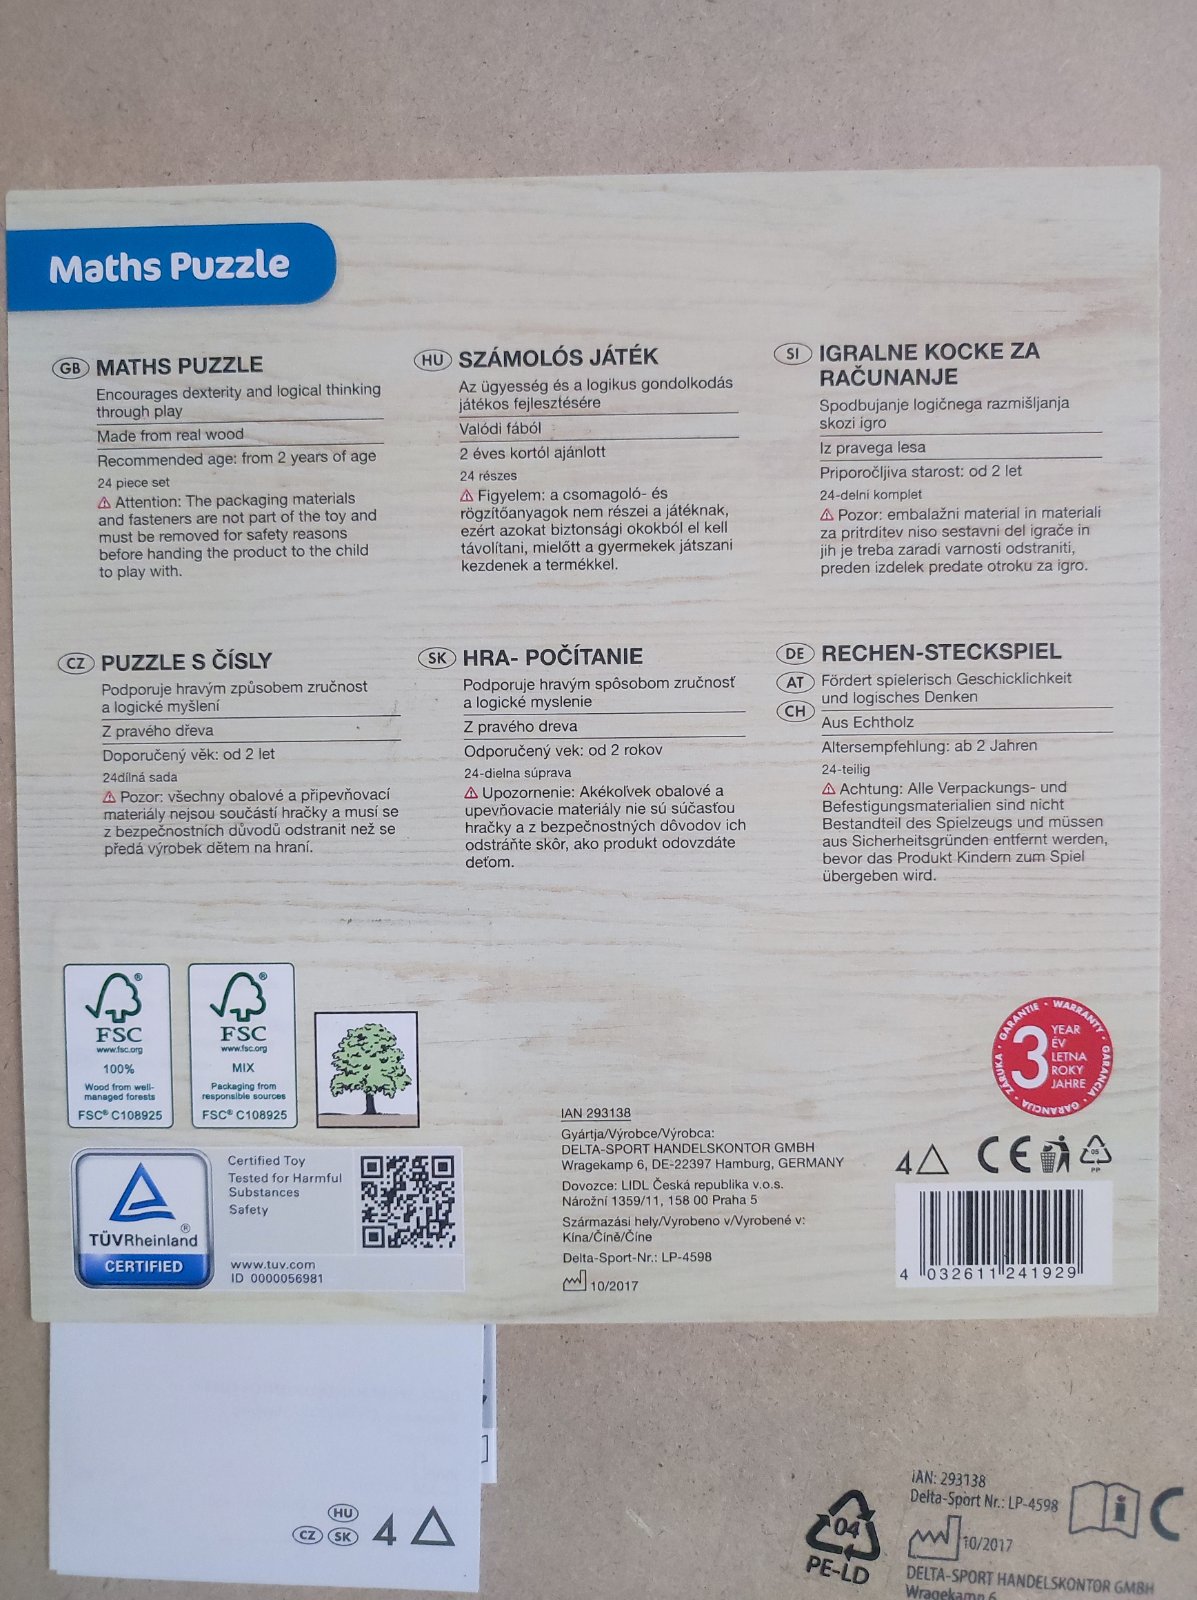 Maths Puzzle
GB MATHS PUZZLE
Encourages dexterity and logical thinking
through play
Made from real wood
Recommended age: from 2 years of age
24 piece set
Attention: The packaging materials
and fasteners are not part of the toy and
must be removed for safety reasons
before handing the product to the child
to play with.
HU SZÁMOLÓS JÁTÉK
Az ügyesség és a logikus gondolkodás
játékos fejlesztésére
Valódi fából
2 éves kortól ajánlott
24 részes
Figyelem: a csomagoló- és
rögzítőanyagok nem részei a játéknak,
ezért azokat biztonsági okokból el kell
távolítani, mielőtt a gyermekek játszani
kezdenek a termékkel.
SI IGRALNE KOCKE ZA
RAČUNANJE
Spodbujanje logičnega razmišljanja
skozi igro
Iz pravega lesa
Priporočljiva starost: od 2 let
24-delni komplet
Pozor: embalažni material in materiali
za pritrditev niso sestavni del igrače in
jih je treba zaradi varnosti odstraniti,
preden izdelek predate otroku za igro.
CZ PUZZLE S ČÍSLY
Podporuje hravým způsobem zručnost
a logické myšlení
Z pravého dřeva
Doporučený věk: od 2 let
24dílná sada
Pozor: všechny obalové a připevňovací
materiály nejsou součástí hračky a musí se
z bezpečnostních důvodů odstranit než se
předá výrobek dětem na hraní.
SK HRA- POČÍTANIE
Podporuje hravým spôsobom zručnosť
a logické myslenie
Z pravého dreva
Odporučený vek: od 2 rokov
24-dielna súprava
Upozornenie: Akékoľvek obalové a
upevňovacie materiály nie sú súčasťou
hračky a z bezpečnostných dôvodov ich
odstráňte skôr, ako produkt odovzdáte
deťom.
DE RECHEN-STECKSPIEL
AT Fördert spielerisch Geschicklichkeit
und logisches Denken
CH
Aus Echtholz
Altersempfehlung: ab 2 Jahren
24-teilig
Achtung: Alle Verpackungs- und
Befestigungsmaterialien sind nicht
Bestandteil des Spielzeugs und müssen
aus Sicherheitsgründen entfernt werden,
bevor das Produkt Kindern zum Spiel
übergeben wird.
FSC®
www.fsc.org
100%
Wood from well-
managed forests
FSC® C108925
FSC®
www.fsc.org
MIX
Packaging from
responsible sources
FSC® C108925
TÜVRheinland®
CERTIFIED
Certified Toy
Tested for Harmful
Substances
Safety
www.tuv.com
ID 0000056981
IAN 293138
Gyártja/Výrobce/Výrobca:
DELTA-SPORT HANDELSKONTOR GMBH
Wragekamp 6, DE-22397 Hamburg, GERMANY
Dovozce: LIDL Česká republika v.o.s.
Nárožní 1359/11, 158 00 Praha 5
Származási hely/Vyrobeno v/Vyrobené v:
Kína/Číně/Číne
Delta-Sport-Nr.: LP-4598
10/2017
GARANTIE · WARRANTY · GARANCIA · GARANCIJA · ZÁRUKA
3
YEAR
ÉV
LETNA
ROKY
JAHRE
4 CE 05
PP
4 032611 241929
HU
CZ SK 4
04
PE-LD
IAN: 293138
Delta-Sport Nr.: LP-4598
10/2017
DELTA-SPORT HANDELSKONTOR GMBH
Wragekamp 6